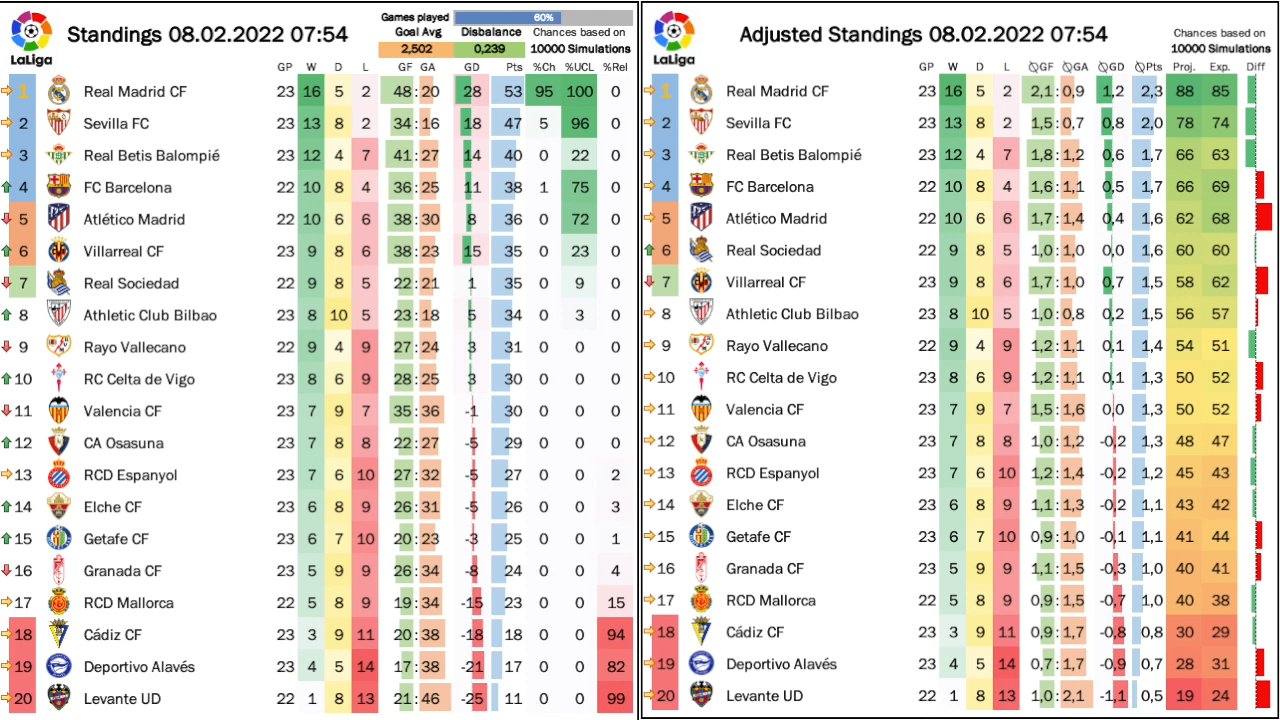 Games played 60%
Standings 08.02.2022 07:54
Goal Avg Disbalance Chances based on
2,502 0,239 10000 Simulations
LaLiga
GP W D L GF GA GD Pts %Ch %UCL %Rel
1 Real Madrid CF 23 16 5 2 48:20 28 53 95 100 0
2 Sevilla FC 23 13 8 2 34:16 18 47 5 96 0
3 Real Betis Balompié 23 12 4 7 41:27 14 40 0 22 0
4 FC Barcelona 22 10 8 4 36:25 11 38 1 75 0
5 Atlético Madrid 22 10 6 6 38:30 8 36 0 72 0
6 Villarreal CF 23 9 8 6 38:23 15 35 0 23 0
7 Real Sociedad 22 9 8 5 22:21 1 35 0 9 0
8 Athletic Club Bilbao 23 8 10 5 23:18 5 34 0 3 0
9 Rayo Vallecano 22 9 4 9 27:24 3 31 0 0 0
10 RC Celta de Vigo 23 8 6 9 28:25 3 30 0 0 0
11 Valencia CF 23 7 9 7 35:36 -1 30 0 0 0
12 CA Osasuna 23 7 8 8 22:27 -5 29 0 0 0
13 RCD Espanyol 23 7 6 10 27:32 -5 27 0 0 2
14 Elche CF 23 6 8 9 26:31 -5 26 0 0 3
15 Getafe CF 23 6 7 10 20:23 -3 25 0 0 1
16 Granada CF 23 5 9 9 26:34 -8 24 0 0 4
17 RCD Mallorca 22 5 8 9 19:34 -15 23 0 0 15
18 Cádiz CF 23 3 9 11 20:38 -18 18 0 0 94
19 Deportivo Alavés 23 4 5 14 17:38 -21 17 0 0 82
20 Levante UD 22 1 8 13 21:46 -25 11 0 0 99
Adjusted Standings 08.02.2022 07:54
Chances based on
10000 Simulations
LaLiga
GP W D L ∅GF ∅GA ∅GD ∅Pts Proj. Exp. Diff
1 Real Madrid CF 23 16 5 2 2,1:0,9 1,2 2,3 88 85
2 Sevilla FC 23 13 8 2 1,5:0,7 0,8 2,0 78 74
3 Real Betis Balompié 23 12 4 7 1,8:1,2 0,6 1,7 66 63
4 FC Barcelona 22 10 8 4 1,6:1,1 0,5 1,7 66 69
5 Atlético Madrid 22 10 6 6 1,7:1,4 0,4 1,6 62 68
6 Real Sociedad 22 9 8 5 1,0:1,0 0,0 1,6 60 60
7 Villarreal CF 23 9 8 6 1,7:1,0 0,7 1,5 58 62
8 Athletic Club Bilbao 23 8 10 5 1,0:0,8 0,2 1,5 56 57
9 Rayo Vallecano 22 9 4 9 1,2:1,1 0,1 1,4 54 51
10 RC Celta de Vigo 23 8 6 9 1,2:1,1 0,1 1,3 50 52
11 Valencia CF 23 7 9 7 1,5:1,6 0,0 1,3 50 52
12 CA Osasuna 23 7 8 8 1,0:1,2 -0,2 1,3 48 47
13 RCD Espanyol 23 7 6 10 1,2:1,4 -0,2 1,2 45 43
14 Elche CF 23 6 8 9 1,1:1,3 -0,2 1,1 43 42
15 Getafe CF 23 6 7 10 0,9:1,0 -0,1 1,1 41 44
16 Granada CF 23 5 9 9 1,1:1,5 -0,3 1,0 40 41
17 RCD Mallorca 22 5 8 9 0,9:1,5 -0,7 1,0 40 38
18 Cádiz CF 23 3 9 11 0,9:1,7 -0,8 0,8 30 29
19 Deportivo Alavés 23 4 5 14 0,7:1,7 -0,9 0,7 28 31
20 Levante UD 22 1 8 13 1,0:2,1 -1,1 0,5 19 24